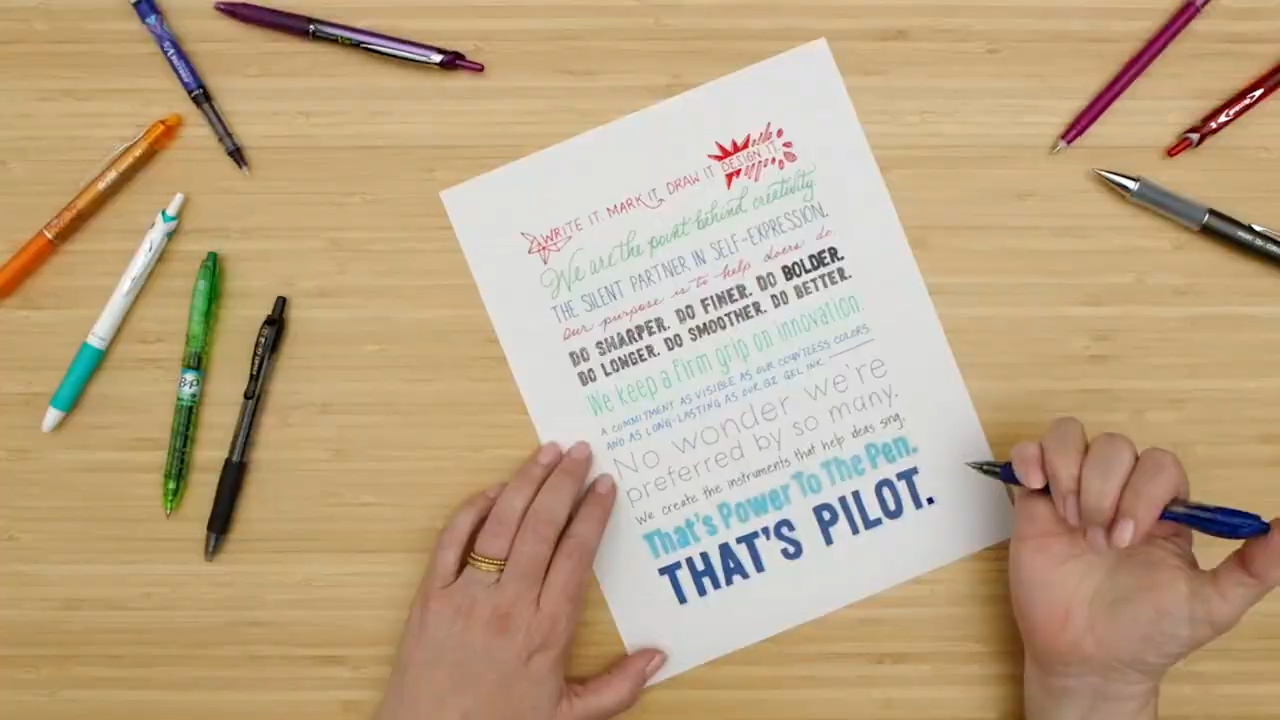 WRITE IT. MARK IT. DRAW IT. DESIGN IT.
We are the point behind creativity
THE SILENT PARTNER IN SELF-EXPRESSION.
our purpose is to help doers do
DO SHARPER. DO FINER. DO BOLDER.
DO LONGER. DO SMOOTHER. DO BETTER.
We keep a firm grip on innovation.
A COMMITMENT AS VISIBLE AS OUR COUNTLESS COLORS.
AND AS LONG-LASTING AS OUR G2 GEL INK.
No wonder we're
preferred by so many.
We create the instruments that help ideas sing.
That's Power To The Pen.
THAT'S PILOT.
B2P